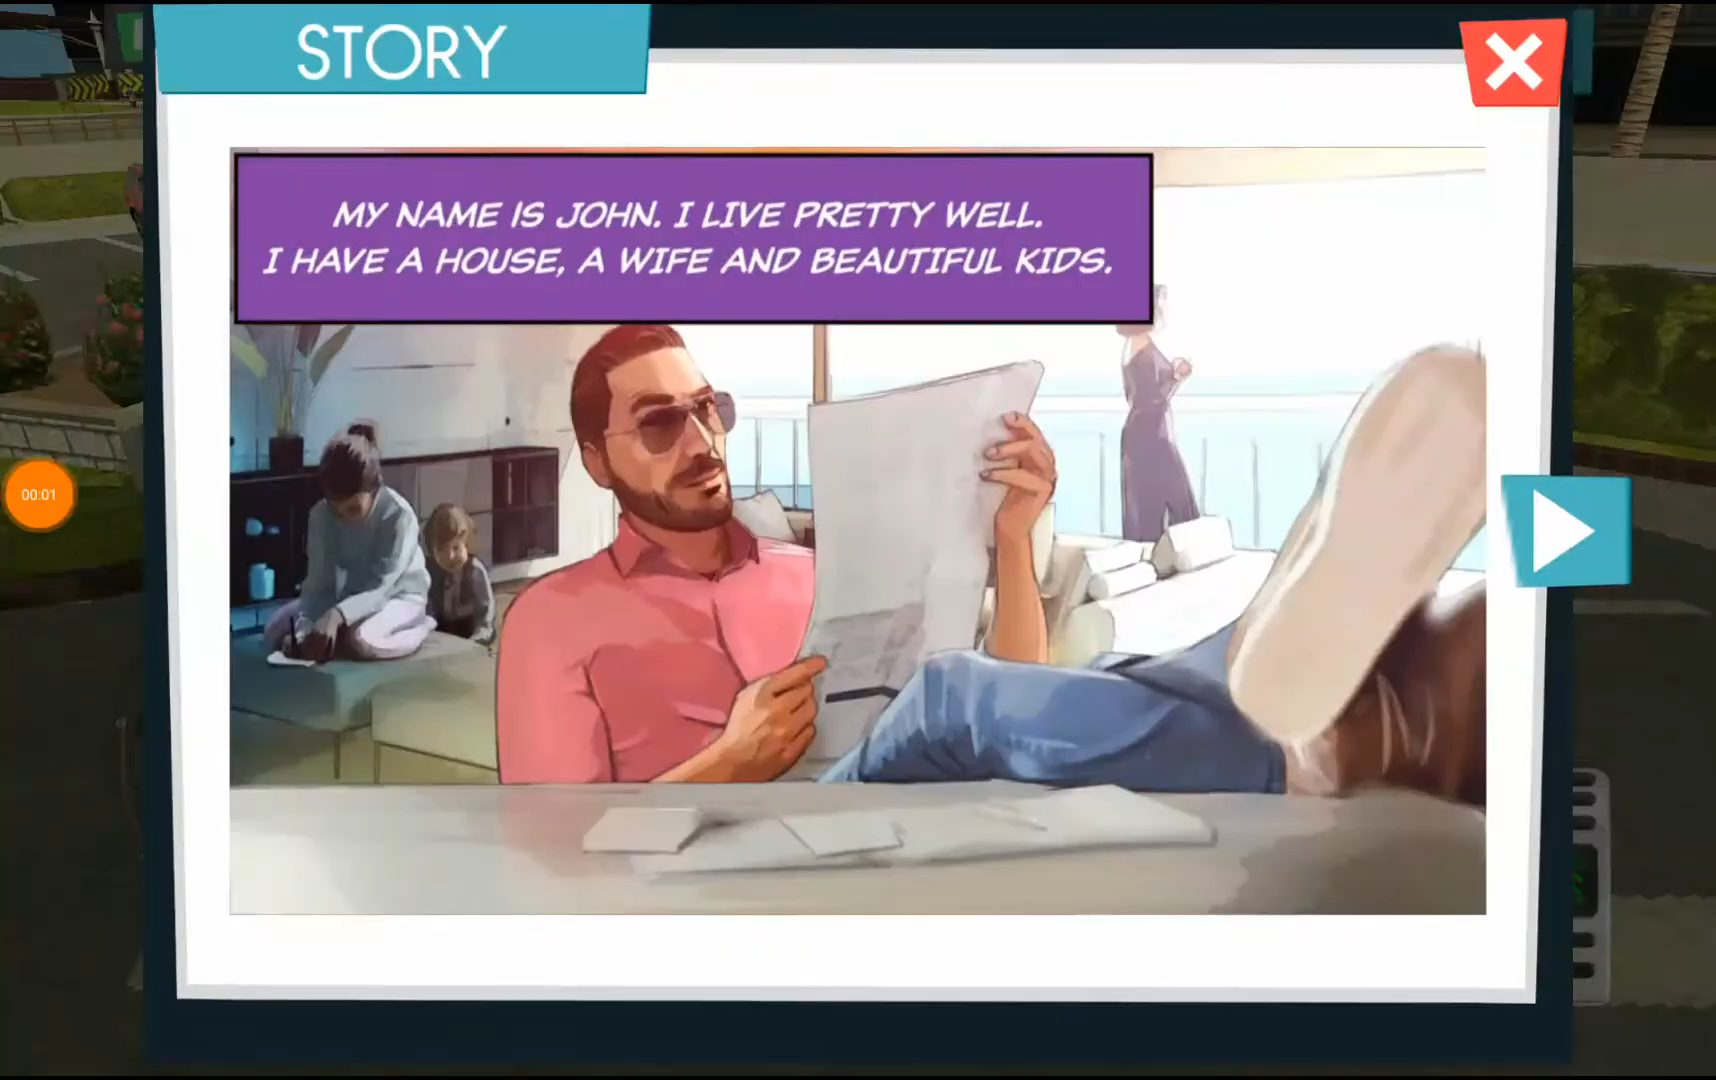 STORY
MY NAME IS JOHN. I LIVE PRETTY WELL.
I HAVE A HOUSE, A WIFE AND BEAUTIFUL KIDS.
00:01